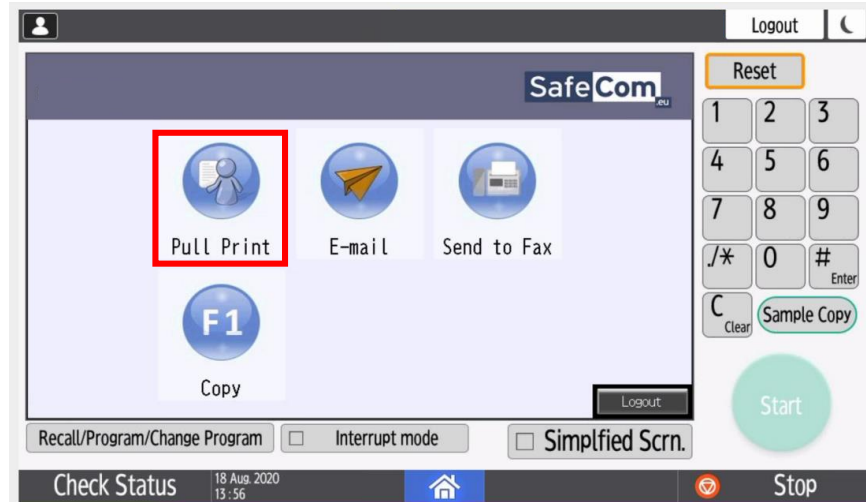 Logout
SafeCom.eu
Reset
1 2 3
4 5 6
7 8 9
./* 0 # Enter
C Clear Sample Copy
Start
Pull Print E-mail Send to Fax
F1
Copy
Logout
Recall/Program/Change Program Interrupt mode Simplfied Scrn.
Check Status 18 Aug. 2020
13:56
Stop